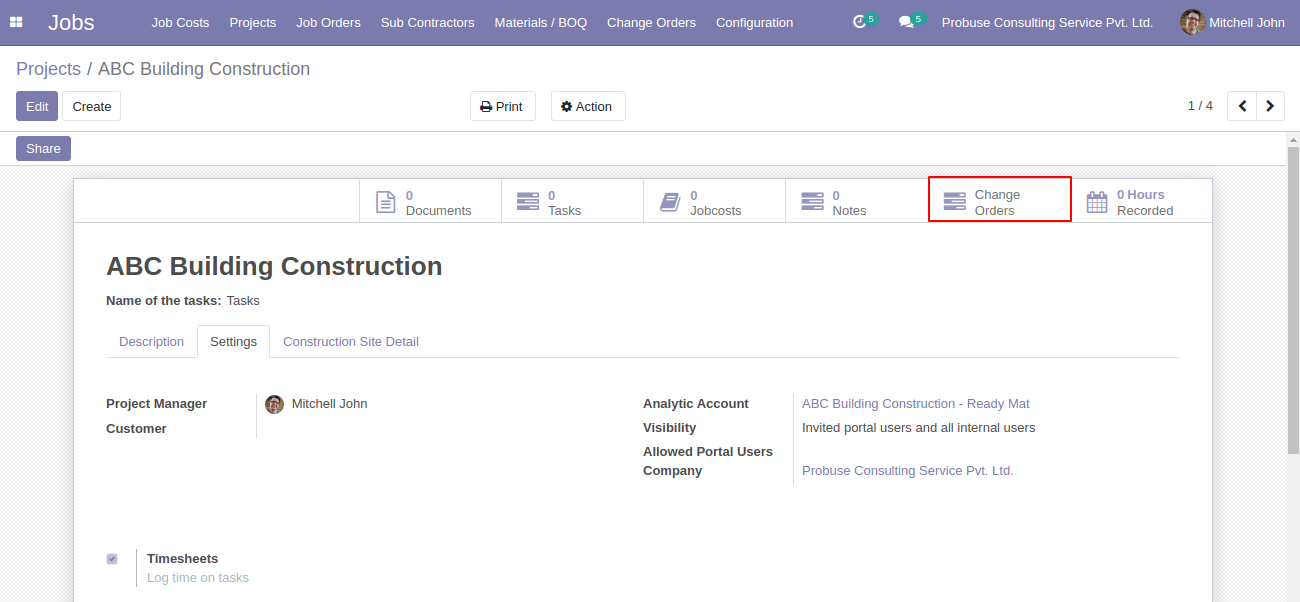 Jobs Job Costs Projects Job Orders Sub Contractors Materials / BOQ Change Orders Configuration 5 5 Probuse Consulting Service Pvt. Ltd. Mitchell John
Projects / ABC Building Construction
Edit Create Print Action 1 / 4
Share
0 Documents
0 Tasks
0 Jobcosts
0 Notes
Change Orders
0 Hours Recorded
ABC Building Construction
Name of the tasks: Tasks
Description Settings Construction Site Detail
Project Manager Mitchell John
Customer
Analytic Account ABC Building Construction - Ready Mat
Visibility Invited portal users and all internal users
Allowed Portal Users
Company Probuse Consulting Service Pvt. Ltd.
Timesheets
Log time on tasks